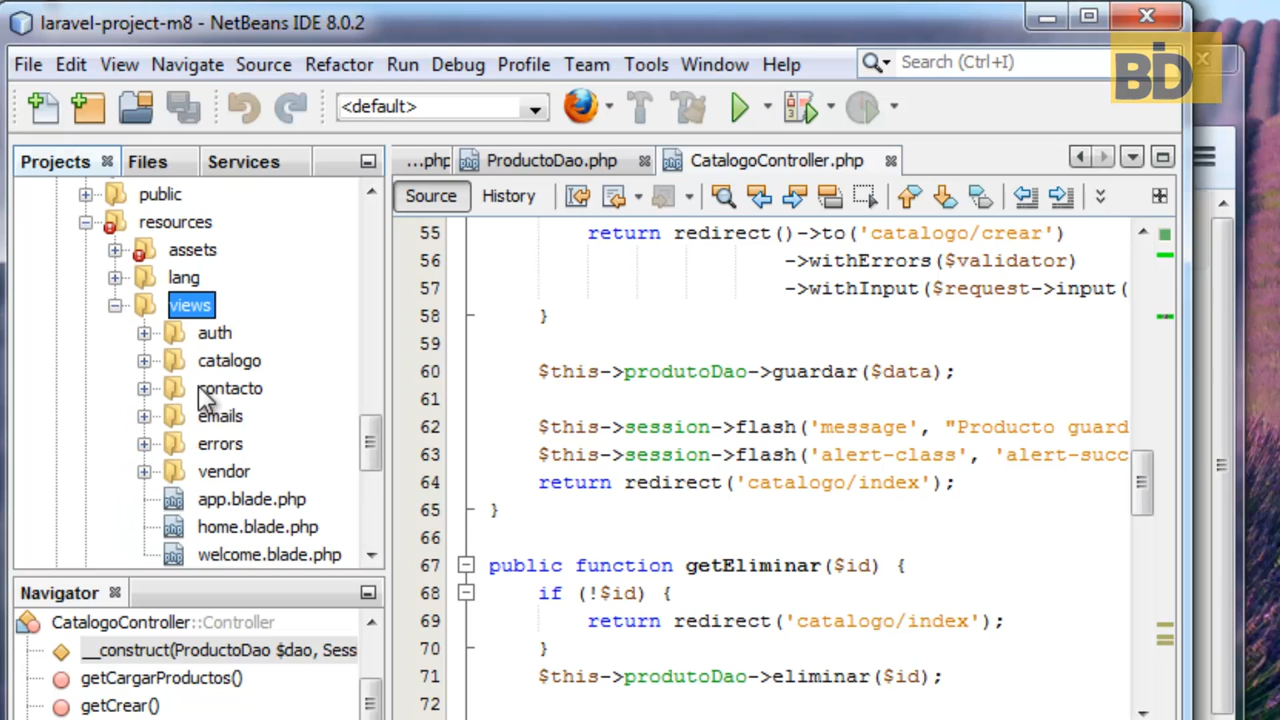 laravel-project-m8 - NetBeans IDE 8.0.2
BD
File Edit View Navigate Source Refactor Run Debug Profile Team Tools Window Help
Search (Ctrl+I)
<default>
Projects Files Services
...php ProductoDao.php CatalogoController.php
Source History
public
resources
assets
lang
views
auth
catalogo
contacto
emails
errors
vendor
app.blade.php
home.blade.php
welcome.blade.php
55 return redirect()->to('catalogo/crear')
56 ->withErrors($validator)
57 ->withInput($request->input(
58 }
59
60 $this->produtoDao->guardar($data);
61
62 $this->session->flash('message', "Producto guard
63 $this->session->flash('alert-class', 'alert-succ
64 return redirect('catalogo/index');
65 }
66
67 public function getEliminar($id) {
68 if (!$id) {
69 return redirect('catalogo/index');
70 }
71 $this->produtoDao->eliminar($id);
72
Navigator
CatalogoController::Controller
__construct(ProductoDao $dao, Sess
getCargarProductos()
getCrear()